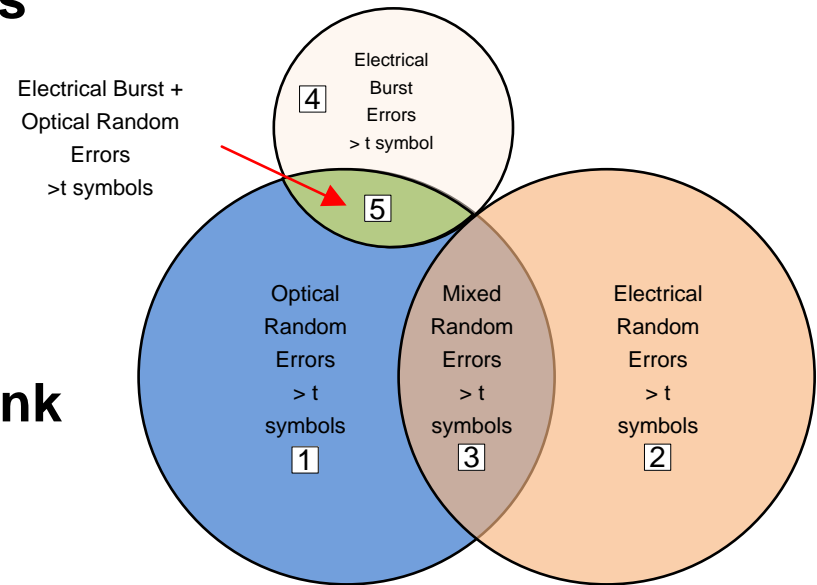 s
Electrical Burst +
Optical Random
Errors
>t symbols
4
Electrical
Burst
Errors
> t symbol
5
Optical
Random
Errors
> t
symbols
1
Mixed
Random
Errors
> t
symbols
3
Electrical
Random
Errors
> t
symbols
2
nk